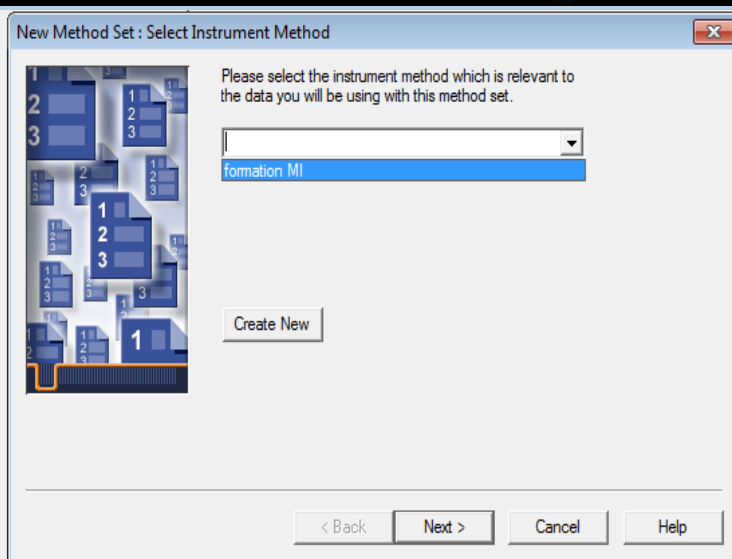 New Method Set : Select Instrument Method
Please select the instrument method which is relevant to
the data you will be using with this method set.
formation MI
Create New
< Back
Next >
Cancel
Help